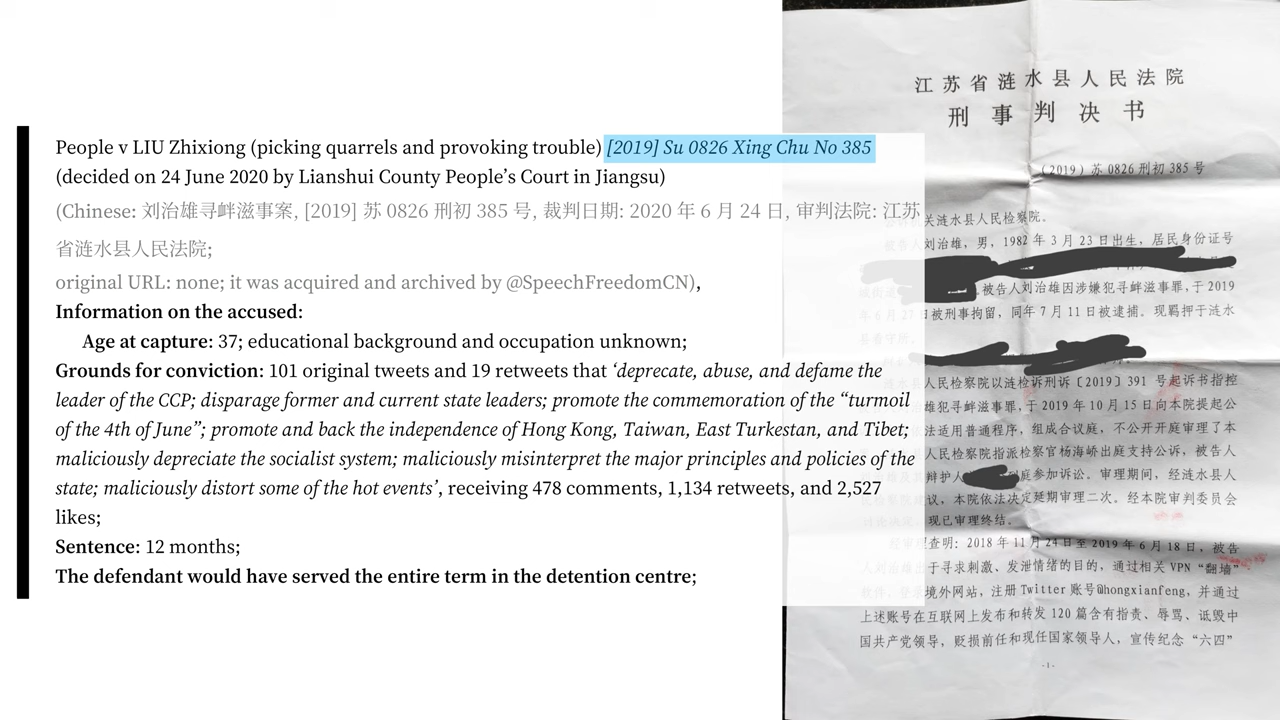 People v LIU Zhixiong (picking quarrels and provoking trouble) [2019] Su 0826 Xing Chu No 385
(decided on 24 June 2020 by Lianshui County People’s Court in Jiangsu)
(Chinese: 刘治雄寻衅滋事案, [2019] 苏 0826 刑初 385 号, 裁判日期: 2020 年 6 月 24 日, 审判法院: 江苏
省涟水县人民法院;
original URL: none; it was acquired and archived by @SpeechFreedomCN),
Information on the accused:
Age at capture: 37; educational background and occupation unknown;
Grounds for conviction: 101 original tweets and 19 retweets that ‘deprecate, abuse, and defame the
leader of the CCP; disparage former and current state leaders; promote the commemoration of the “turmoil
of the 4th of June”; promote and back the independence of Hong Kong, Taiwan, East Turkestan, and Tibet;
maliciously depreciate the socialist system; maliciously misinterpret the major principles and policies of the
state; maliciously distort some of the hot events’, receiving 478 comments, 1,134 retweets, and 2,527
likes;
Sentence: 12 months;
The defendant would have served the entire term in the detention centre;
江苏省涟水县人民法院
刑事判决书
（2019）苏 0826 刑初 385 号
关涟水县人民检察院。
刘治雄，男，1982 年 3 月 23 日出生，居民身份证号
被告人刘治雄因涉嫌犯寻衅滋事罪，于 2019
年 6 月 27 日被刑事拘留，同年 7 月 11 日被逮捕。现羁押于涟水
县看守所。
涟水县人民检察院以涟检诉刑诉〔2019〕391 号起诉书指控
雄犯寻衅滋事罪，于 2019 年 10 月 15 日向本院提起公
法适用普通程序，组成合议庭，不公开开庭审理了本
人民检察院指派检察官杨海峤出庭支持公诉，被告人
辩护人 到庭参加诉讼。审理期间，经涟水县人
建议，本院依法决定延期审理二次。经本院审判委员会
现已审理终结。
经审理查明：2018 年 11 月 24 日至 2019 年 6 月 18 日，被告
人刘治雄出于寻求刺激、发泄情绪的目的，通过相关 VPN “翻墙”
软件，登录境外网站，注册 Twitter 账号@hongxianfeng，并通过
上述账号在互联网上发布和转发 120 篇含有指责、辱骂、诋毁中
国共产党领导，贬损前任和现任国家领导人，宣传纪念 “六四”
-1-